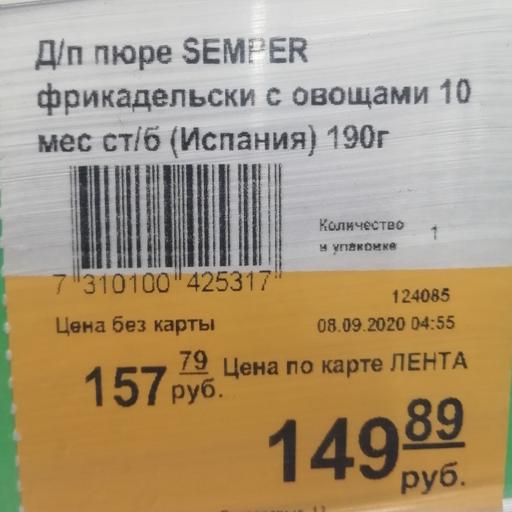 Д/п пюре SEMPER
фрикадельски с овощами 10
мес ст/б (Испания) 190г
Количество
в упаковке 1
7 310100 425317
124085
Цена без карты 08.09.2020 04:55
157 79 руб.
Цена по карте ЛЕНТА
149 89 руб.